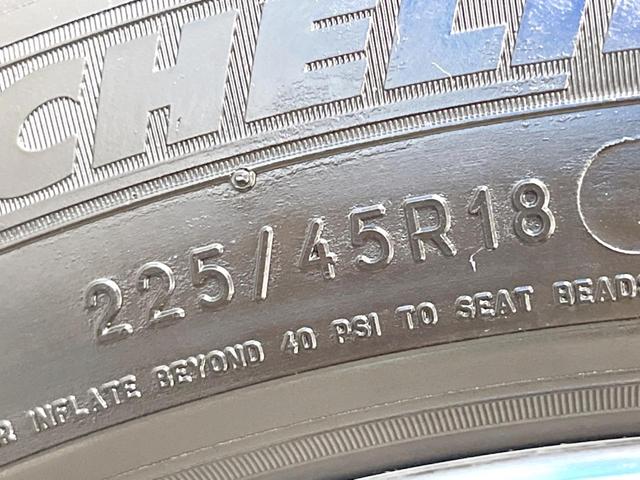 CHELI
225/45R18
R INFLATE BEYOND 40 PSI TO SEAT BEADS